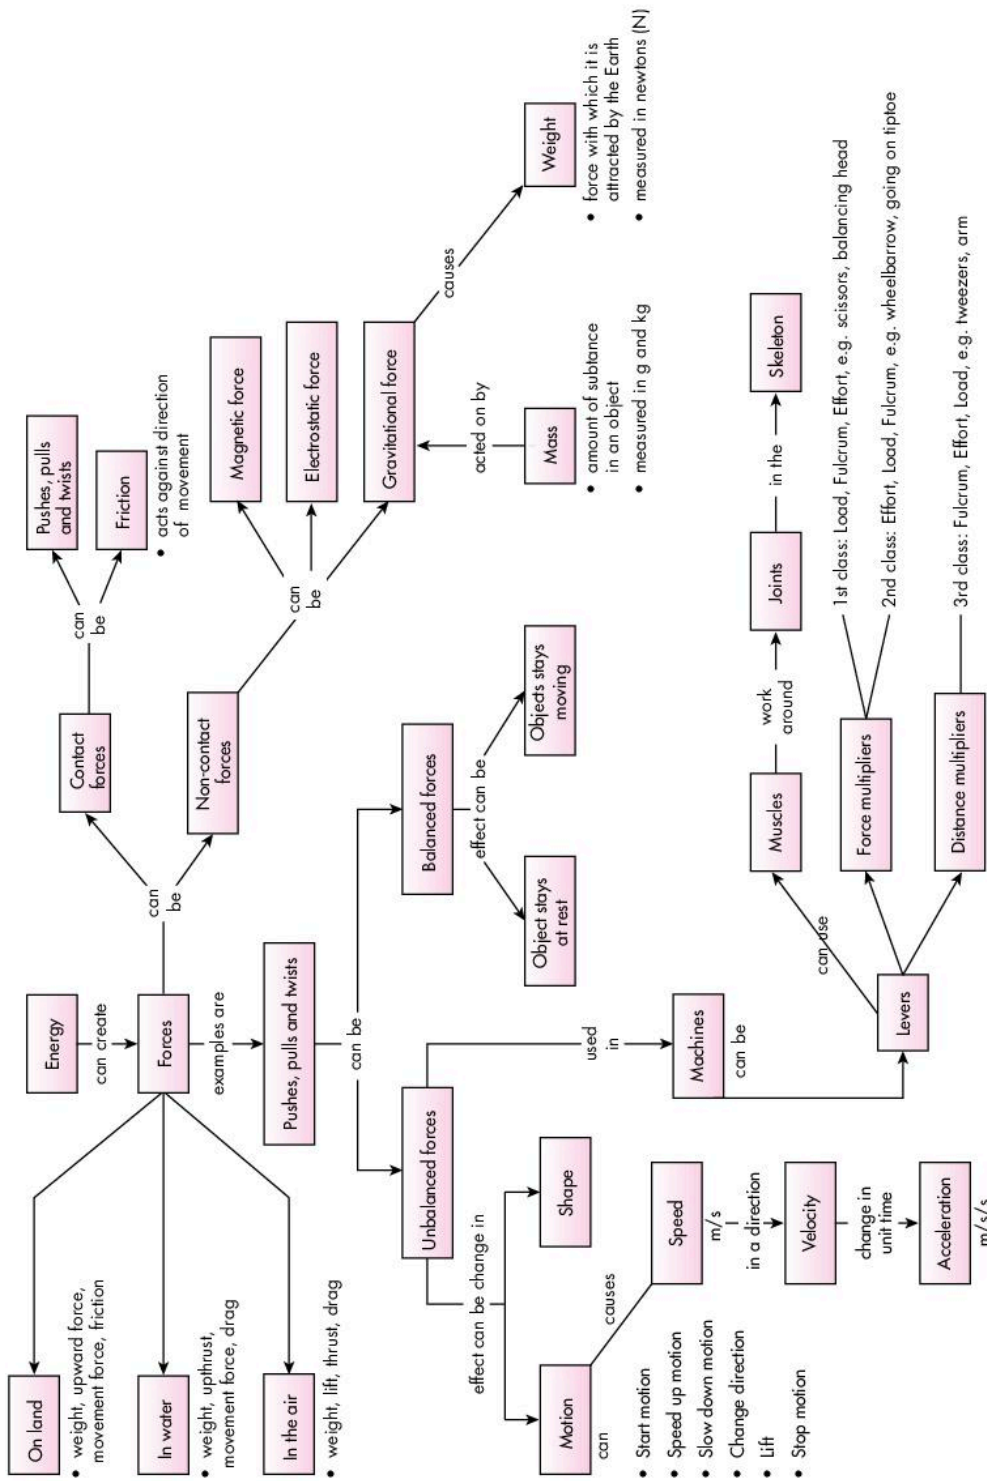 Energy
can create
Forces
examples are
Pushes, pulls and twists
can be
On land
• weight, upward force,
movement force, friction
In water
• weight, upthrust,
movement force, drag
In the air
• weight, lift, thrust, drag
can
be
Contact
forces
can
be
Pushes, pulls
and twists
Friction
• acts against direction
of movement
Non-contact
forces
can
be
Magnetic force
Electrostatic force
Gravitational force
causes
Weight
• force with which it is
attracted by the Earth
• measured in newtons (N)
acted on by
Mass
• amount of subtance
in an object
• measured in g and kg
Unbalanced forces
effect can be change in
Motion
can
• Start motion
• Speed up motion
• Slow down motion
• Change direction
• Lift
• Stop motion
Shape
causes
Speed
m/s
in a direction
Velocity
change in
unit time
Acceleration
m/s/s
used
in
Machines
can be
Levers
can use
Muscles
work
around
Joints
in the
Skeleton
Force multipliers
1st class: Load, Fulcrum, Effort, e.g. scissors, balancing head
2nd class: Effort, Load, Fulcrum, e.g. wheelbarrow, going on tiptoe
Distance multipliers
3rd class: Fulcrum, Effort, Load, e.g. tweezers, arm
Balanced forces
effect can be
Object stays
at rest
Objects stays
moving